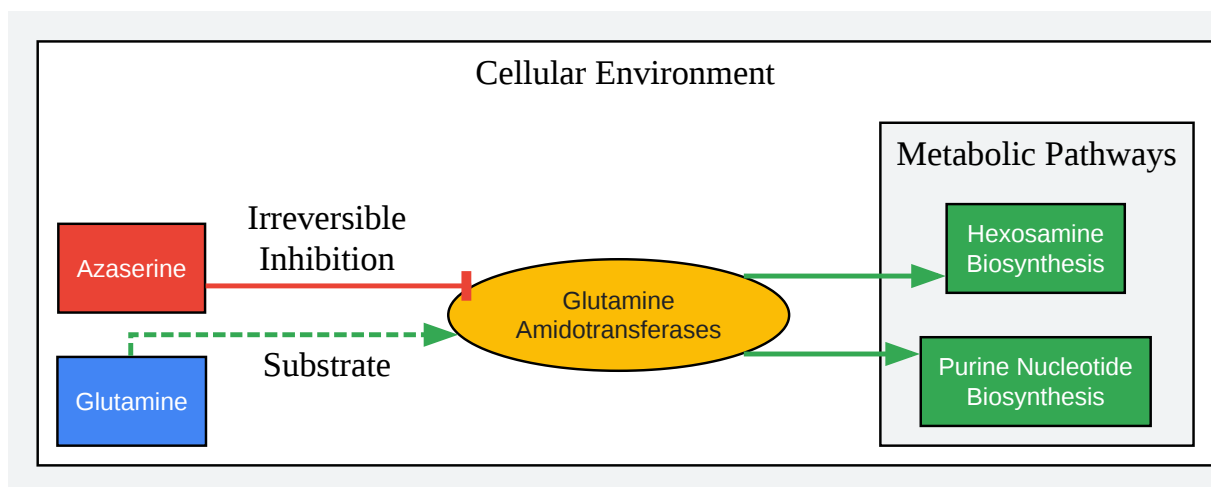 Cellular Environment
Metabolic Pathways
Irreversible
Inhibition
Azaserine
Hexosamine
Biosynthesis
Glutamine
Amidotransferases
Substrate
Glutamine
Purine Nucleotide
Biosynthesis